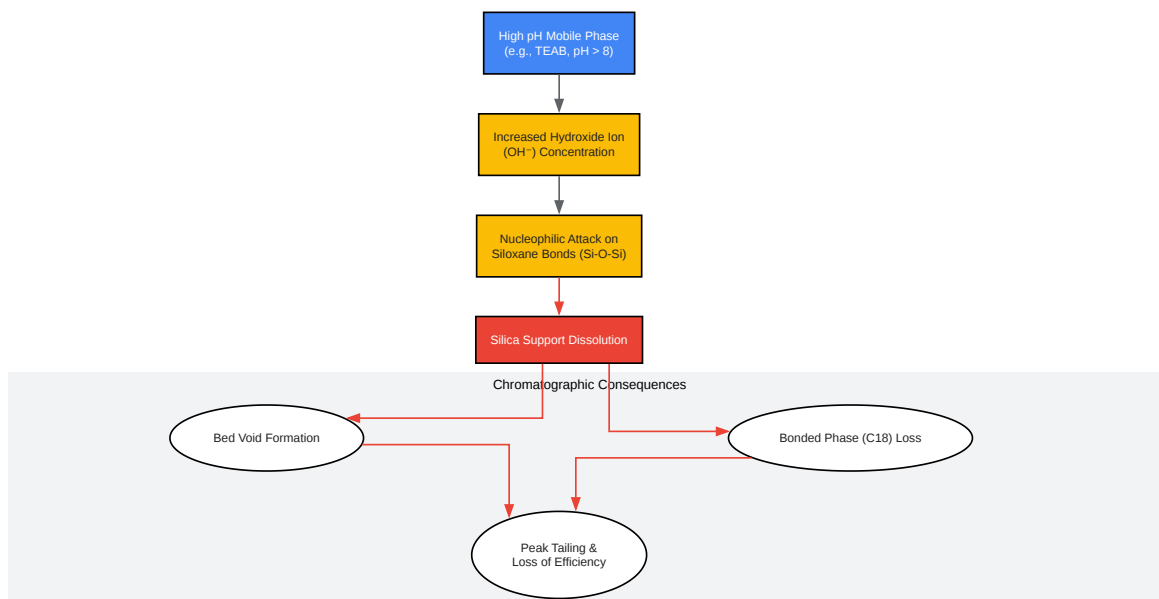 High pH Mobile Phase
(e.g., TEAB, pH > 8)
Increased Hydroxide Ion
(OH⁻) Concentration
Nucleophilic Attack on
Siloxane Bonds (Si-O-Si)
Silica Support Dissolution
Chromatographic Consequences
Bed Void Formation
Bonded Phase (C18) Loss
Peak Tailing &
Loss of Efficiency